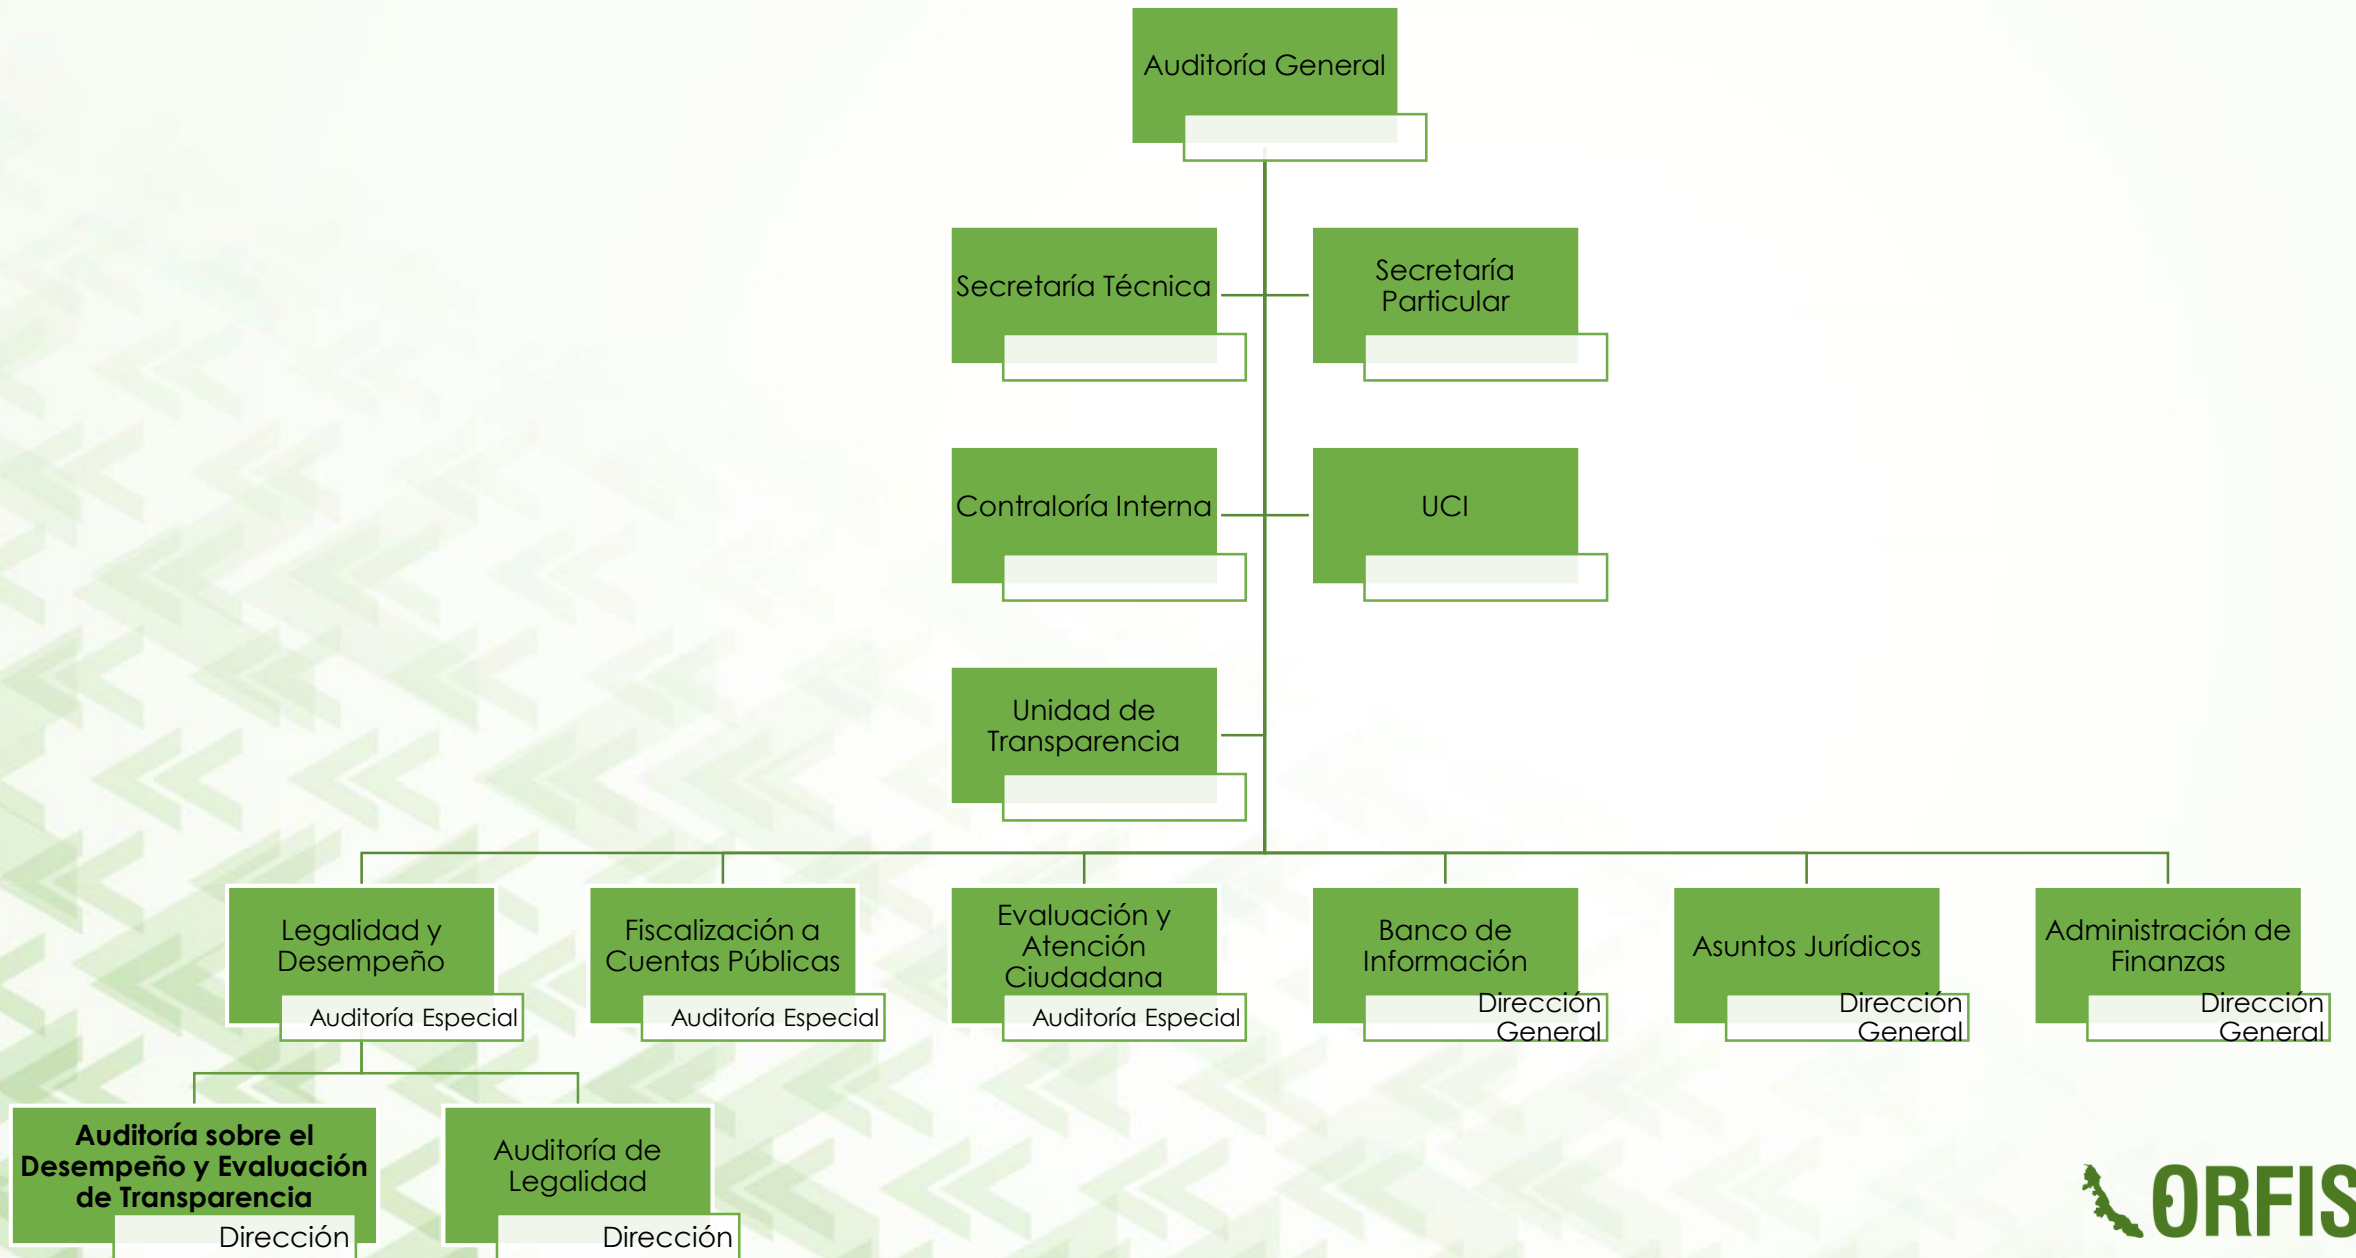 Auditoría General
Secretaría Técnica
Secretaría
Particular
Contraloría Interna
UCI
Unidad de
Transparencia
Legalidad y
Desempeño
Auditoría Especial
Fiscalización a
Cuentas Públicas
Auditoría Especial
Evaluación y
Atención
Ciudadana
Auditoría Especial
Banco de
Información
Dirección
General
Asuntos Jurídicos
Dirección
General
Administración de
Finanzas
Dirección
General
Auditoría sobre el
Desempeño y Evaluación
de Transparencia
Dirección
Auditoría de
Legalidad
Dirección
ORFIS